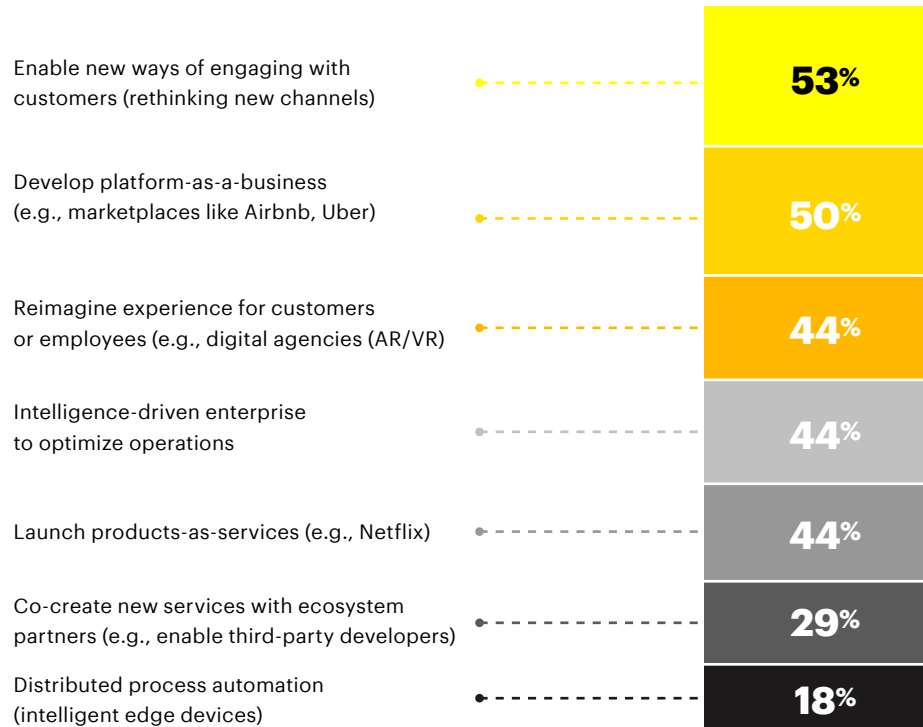 Enable new ways of engaging with
customers (rethinking new channels)
53%
Develop platform-as-a-business
(e.g., marketplaces like Airbnb, Uber)
50%
Reimagine experience for customers
or employees (e.g., digital agencies (AR/VR)
44%
Intelligence-driven enterprise
to optimize operations
44%
Launch products-as-services (e.g., Netflix)
44%
Co-create new services with ecosystem
partners (e.g., enable third-party developers)
29%
Distributed process automation
(intelligent edge devices)
18%